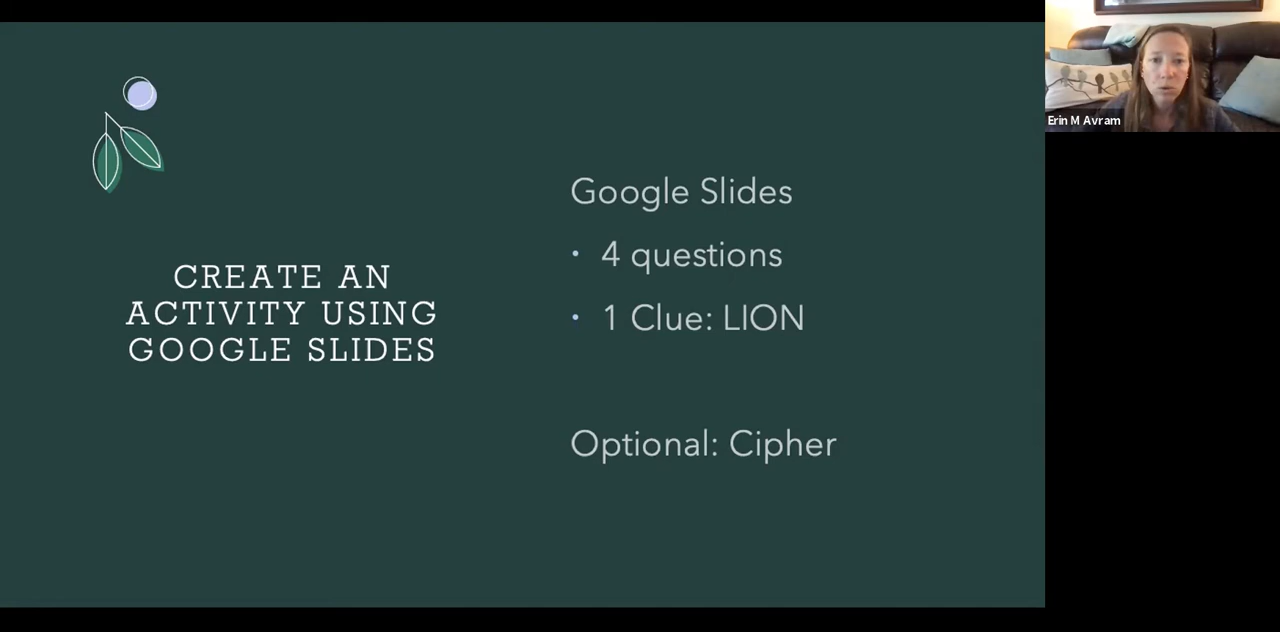 CREATE AN
ACTIVITY USING
GOOGLE SLIDES
Google Slides
• 4 questions
• 1 Clue: LION
Optional: Cipher
Erin M Avram